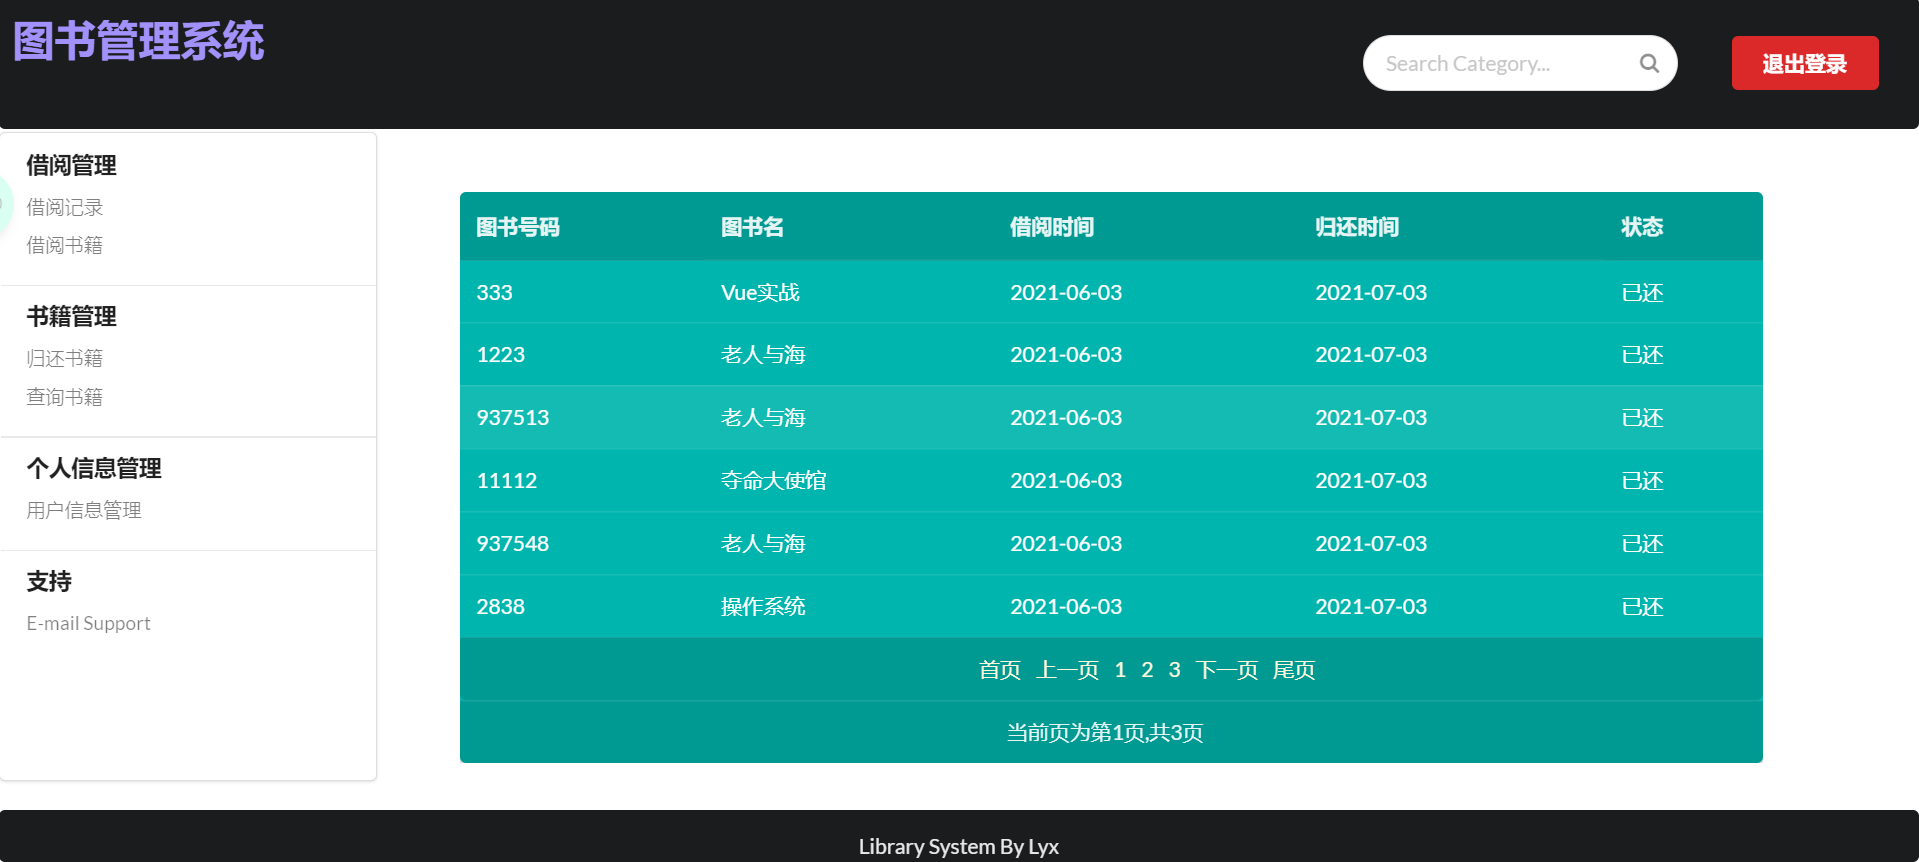 图书管理系统
Search Category...
退出登录
借阅管理
借阅记录
借阅书籍
书籍管理
归还书籍
查询书籍
个人信息管理
用户信息管理
支持
E-mail Support
图书号码 图书名 借阅时间 归还时间 状态
333 Vue实战 2021-06-03 2021-07-03 已还
1223 老人与海 2021-06-03 2021-07-03 已还
937513 老人与海 2021-06-03 2021-07-03 已还
11112 夺命大使馆 2021-06-03 2021-07-03 已还
937548 老人与海 2021-06-03 2021-07-03 已还
2838 操作系统 2021-06-03 2021-07-03 已还
首页 上一页 1 2 3 下一页 尾页
当前页为第1页,共3页
Library System By Lyx